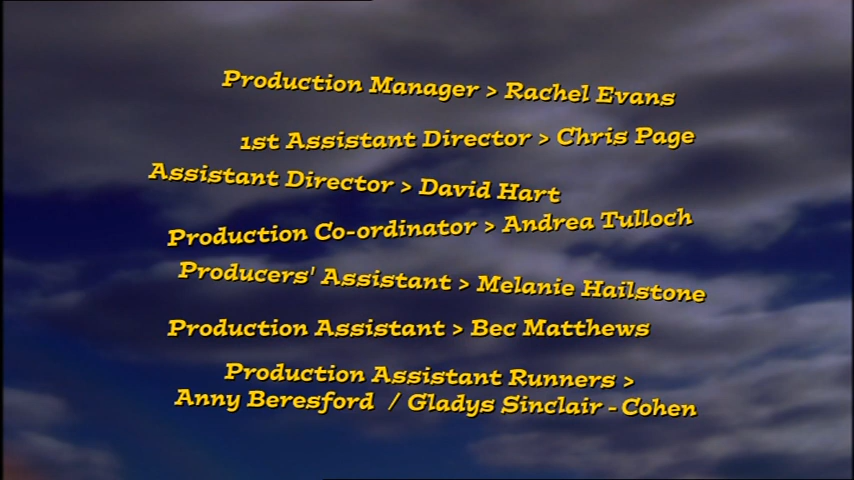 Production Manager > Rachel Evans
1st Assistant Director > Chris Page
Assistant Director > David Hart
Production Co-ordinator > Andrea Tulloch
Producers' Assistant > Melanie Hailstone
Production Assistant > Bec Matthews
Production Assistant Runners >
Anny Beresford / Gladys Sinclair - Cohen